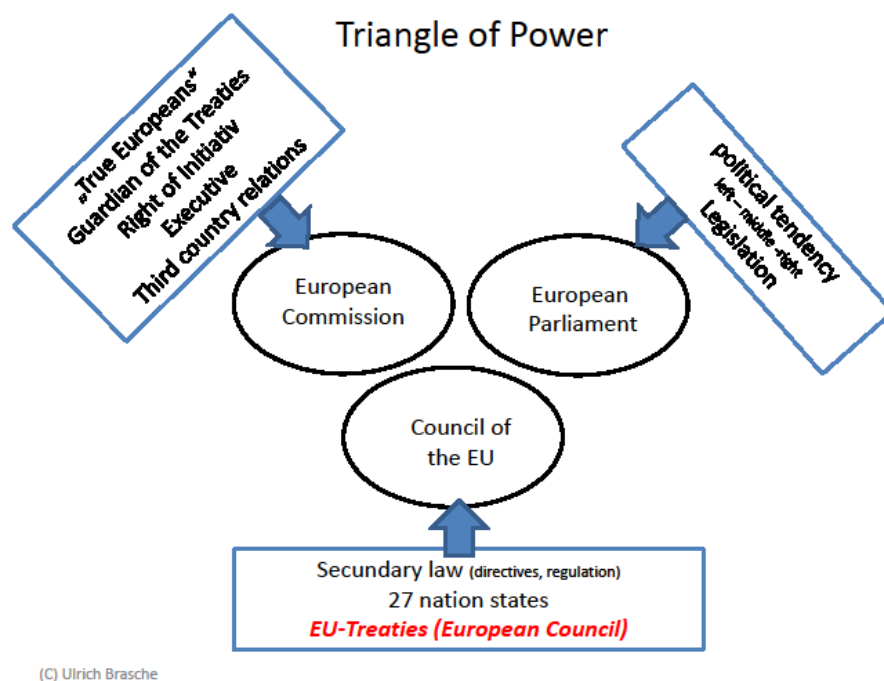 Triangle of Power
„True Europeans“
Guardian of the Treaties
Right of Initiativ
Executive
Third country relations
political tendency
left – middle -right
Legislation
European
Commission
European
Parliament
Council of
the EU
Secundary law (directives, regulation)
27 nation states
EU-Treaties (European Council)
(C) Ulrich Brasche